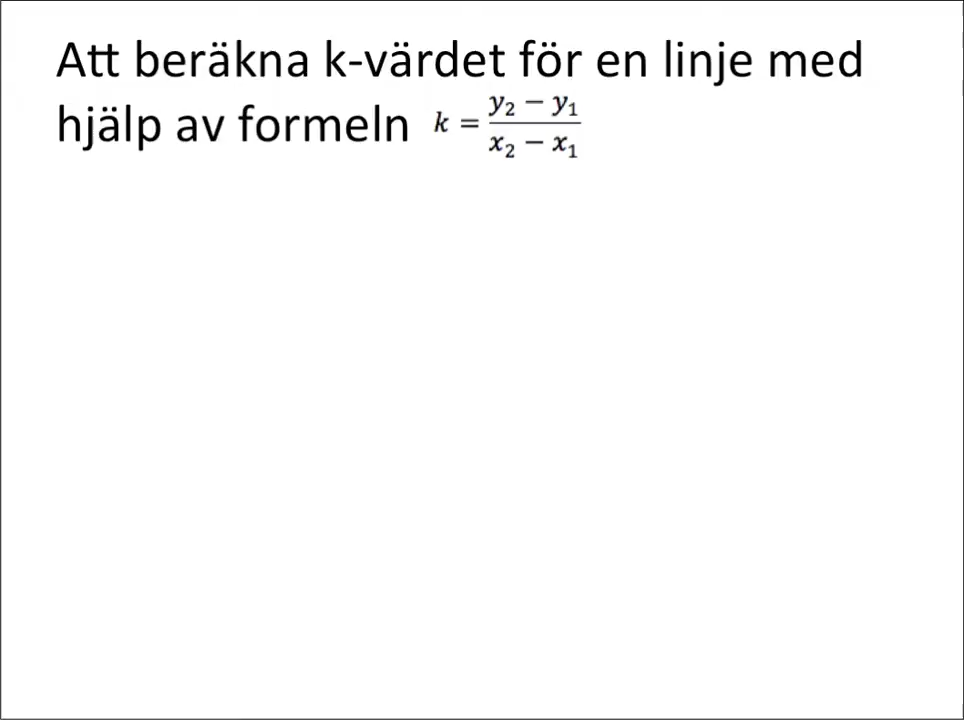 Att beräkna k-värdet för en linje med
hjälp av formeln k = (y₂ − y₁) / (x₂ − x₁)